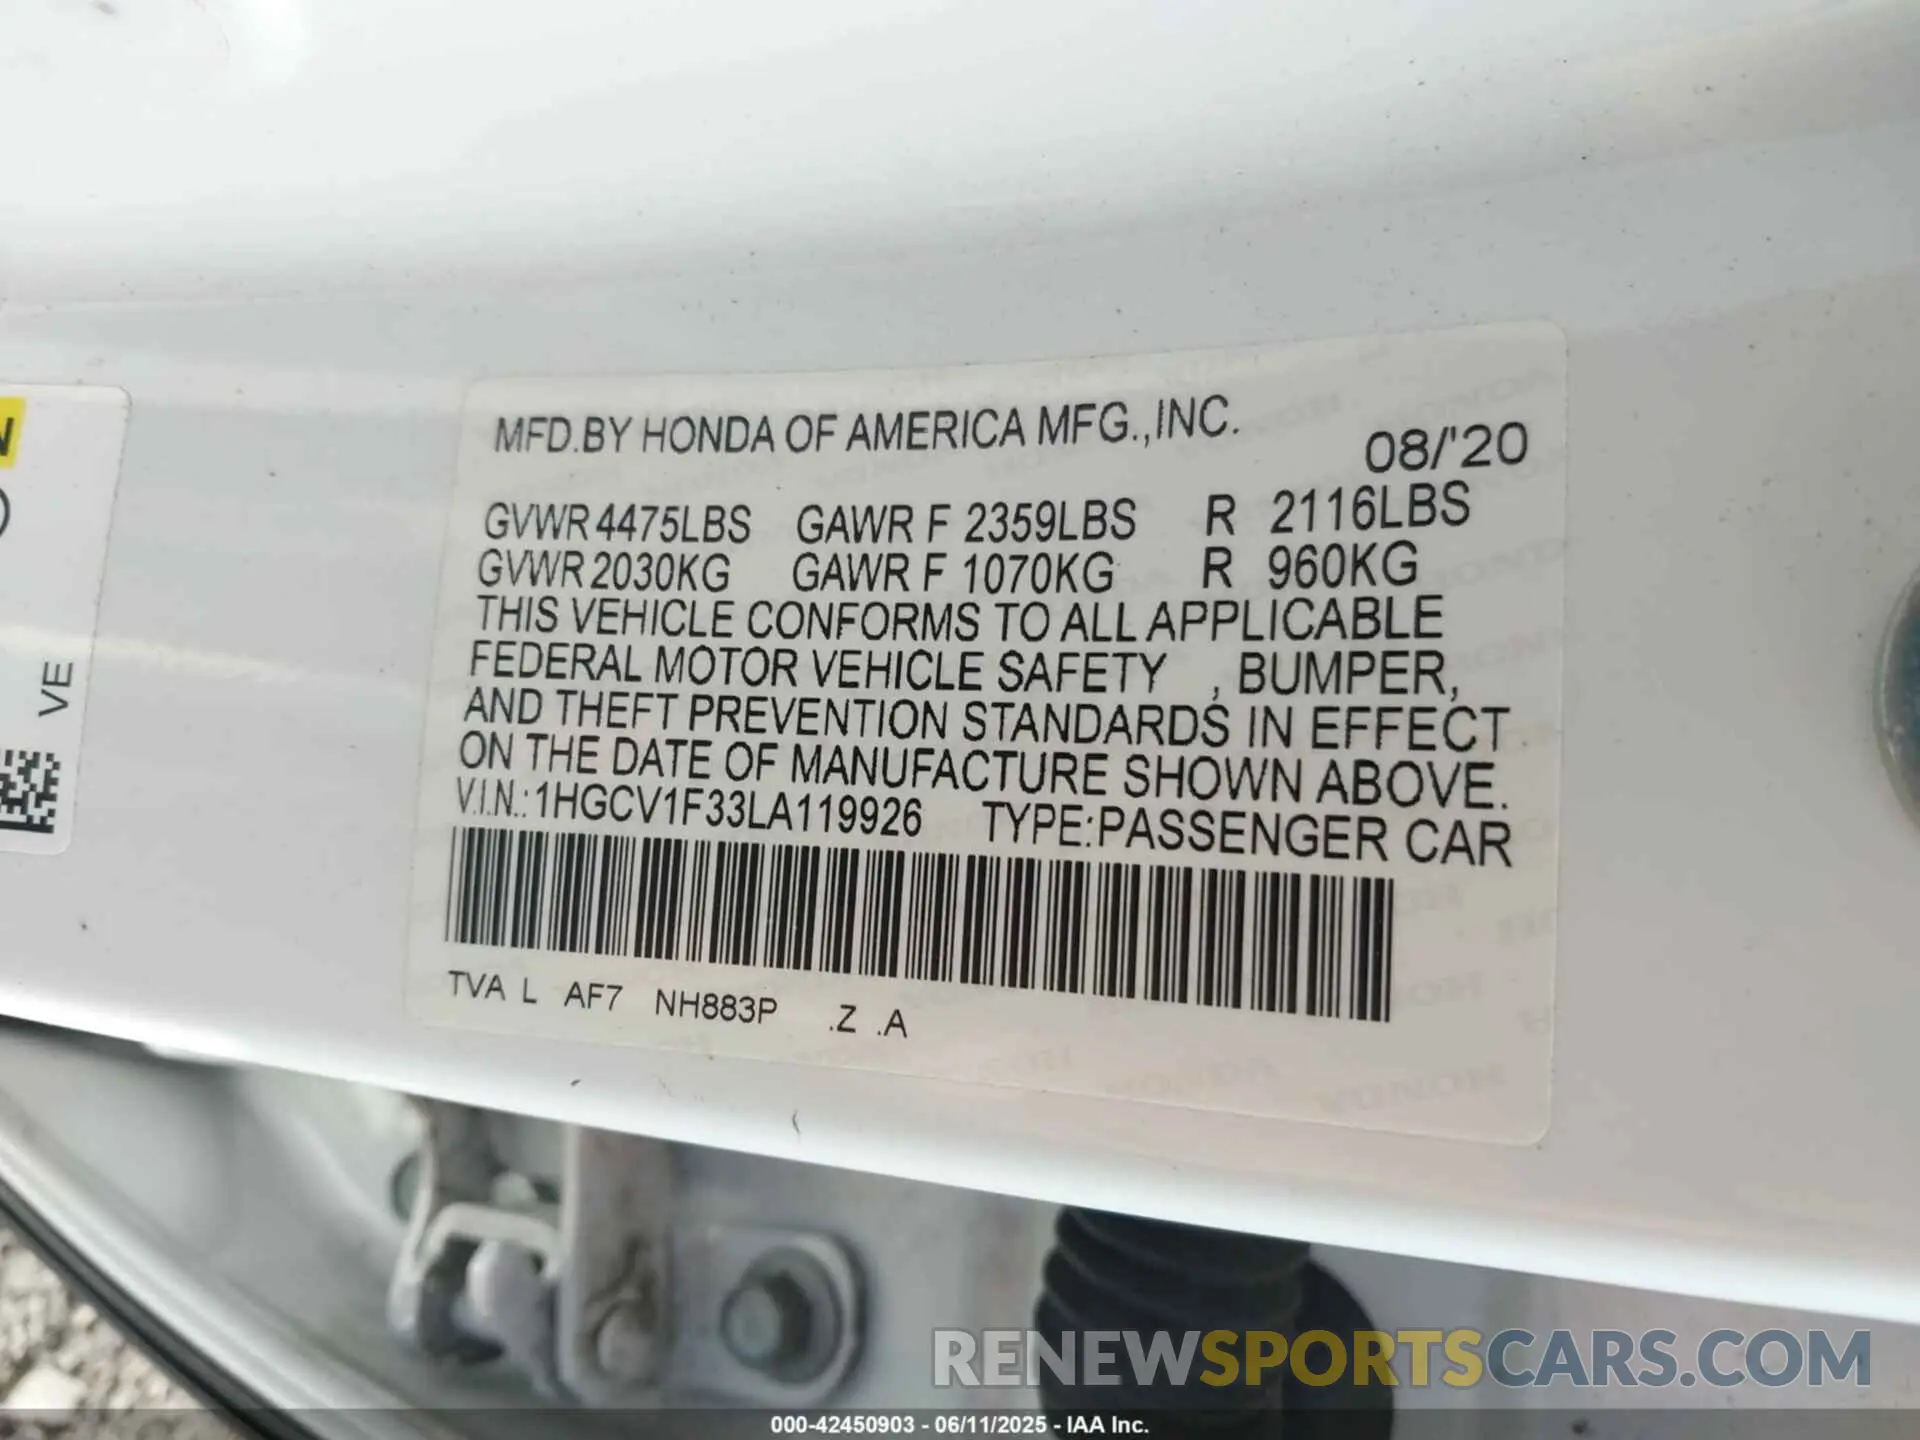 MFD.BY HONDA OF AMERICA MFG.,INC.
08/'20
GVWR 4475LBS GAWR F 2359LBS R 2116LBS
GVWR 2030KG GAWR F 1070KG R 960KG
THIS VEHICLE CONFORMS TO ALL APPLICABLE
FEDERAL MOTOR VEHICLE SAFETY , BUMPER,
AND THEFT PREVENTION STANDARDS IN EFFECT
ON THE DATE OF MANUFACTURE SHOWN ABOVE.
V.I.N.: 1HGCV1F33LA119926 TYPE:PASSENGER CAR
TVA L AF7 NH883P .Z .A
VE
RENEWSPORTSCARS.COM
000-42450903 - 06/11/2025 - IAA Inc.